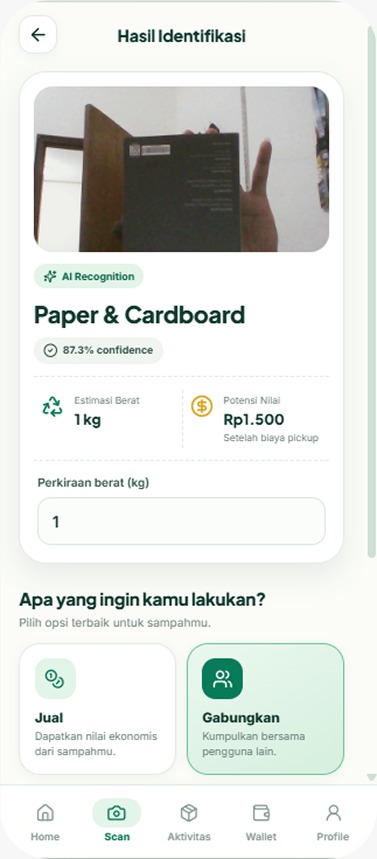 Hasil Identifikasi
AI Recognition
Paper & Cardboard
87.3% confidence
Estimasi Berat
1 kg
Potensi Nilai
Rp1.500
Setelah biaya pickup
Perkiraan berat (kg)
1
Apa yang ingin kamu lakukan?
Pilih opsi terbaik untuk sampahmu.
Jual
Dapatkan nilai ekonomis
dari sampahmu.
Gabungkan
Kumpulkan bersama
pengguna lain.
Home
Scan
Aktivitas
Wallet
Profile